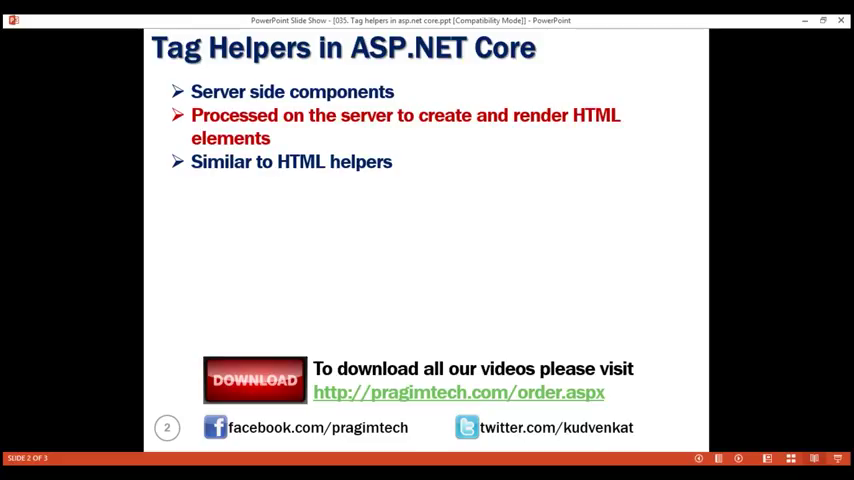 PowerPoint Slide Show - [035. Tag helpers in asp.net core.ppt [Compatibility Mode]] - PowerPoint
Tag Helpers in ASP.NET Core
Server side components
Processed on the server to create and render HTML
elements
Similar to HTML helpers
DOWNLOAD
To download all our videos please visit
http://pragimtech.com/order.aspx
2
facebook.com/pragimtech
twitter.com/kudvenkat
SLIDE 2 OF 3